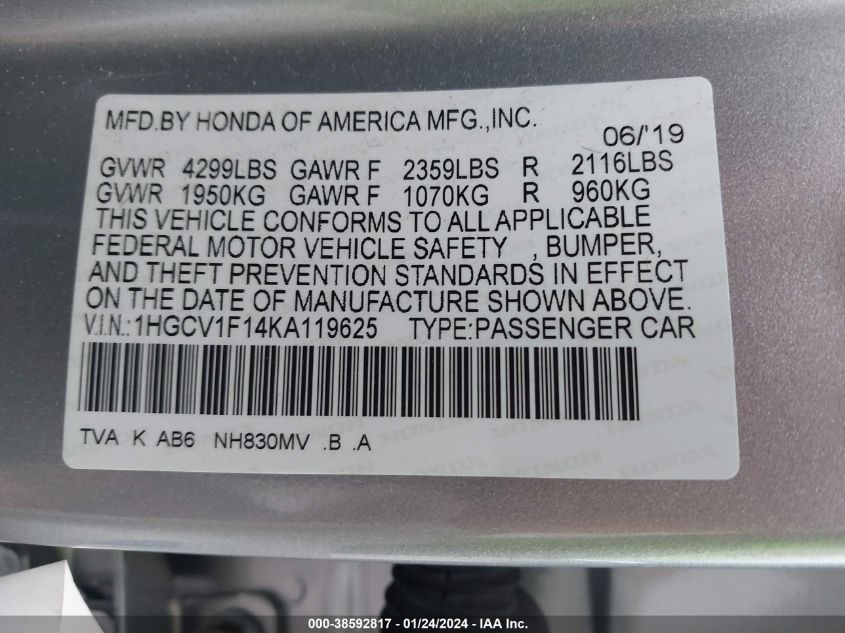 MFD.BY HONDA OF AMERICA MFG.,INC. 06/'19
GVWR 4299LBS GAWR F 2359LBS R 2116LBS
GVWR 1950KG GAWR F 1070KG R 960KG
THIS VEHICLE CONFORMS TO ALL APPLICABLE
FEDERAL MOTOR VEHICLE SAFETY , BUMPER,
AND THEFT PREVENTION STANDARDS IN EFFECT
ON THE DATE OF MANUFACTURE SHOWN ABOVE.
V.I.N.:1HGCV1F14KA119625 TYPE:PASSENGER CAR
TVA K AB6 NH830MV .B .A
000-38592817 - 01/24/2024 - IAA Inc.